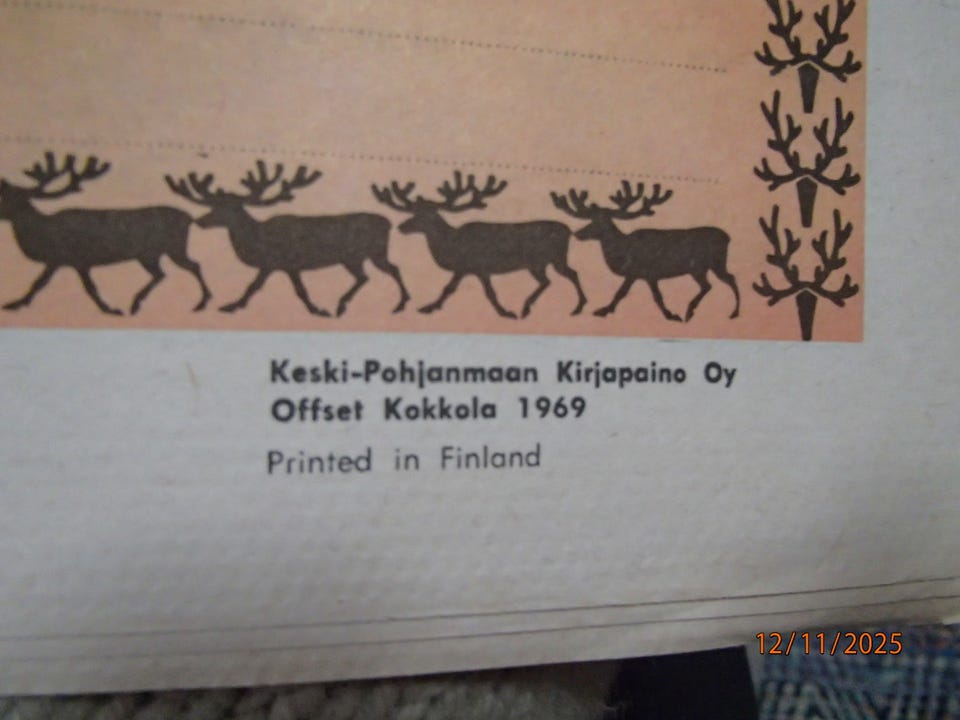 Keski-Pohjanmaan Kirjapaino Oy
Offset Kokkola 1969
Printed in Finland
12/11/2025